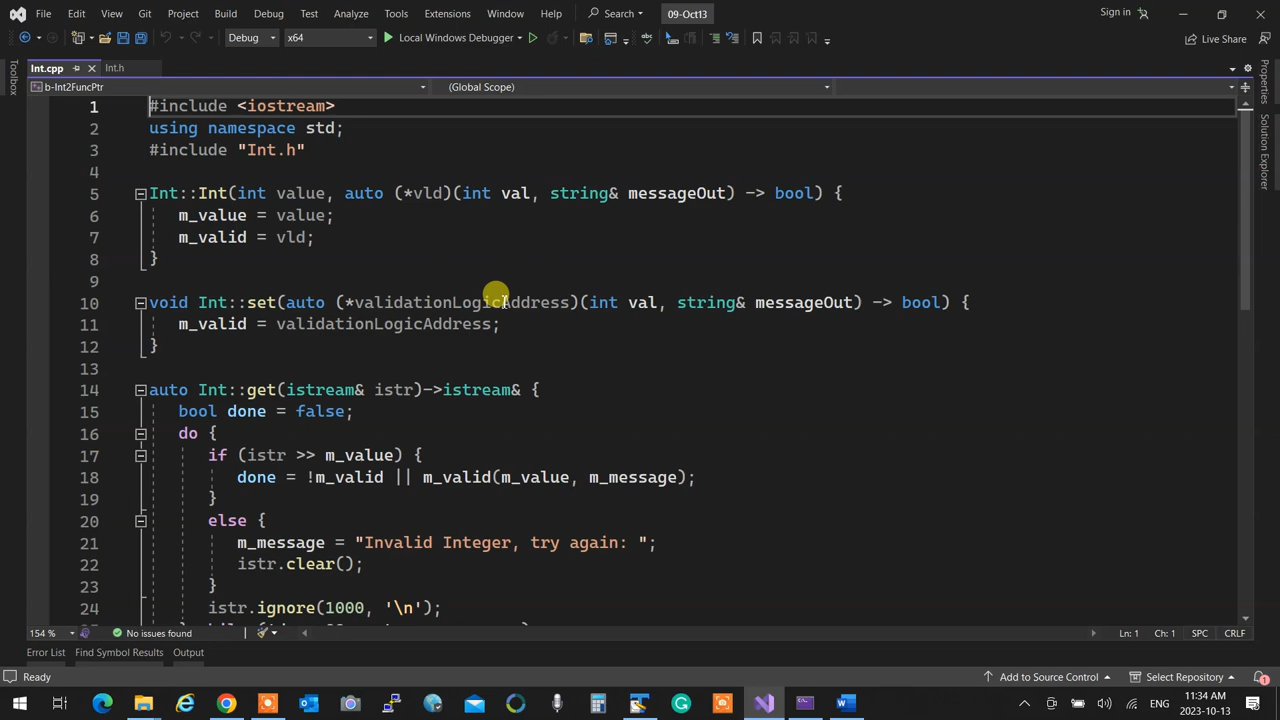 File Edit View Git Project Build Debug Test Analyze Tools Extensions Window Help Search 09-Oct13 Sign in
Debug x64 Local Windows Debugger Live Share
Int.cpp Int.h
b-Int2FuncPtr (Global Scope)
Toolbox
Properties
Solution Explorer
1 #include <iostream>
2 using namespace std;
3 #include "Int.h"
4
5 Int::Int(int value, auto (*vld)(int val, string& messageOut) -> bool) {
6 m_value = value;
7 m_valid = vld;
8 }
9
10 void Int::set(auto (*validationLogicAddress)(int val, string& messageOut) -> bool) {
11 m_valid = validationLogicAddress;
12 }
13
14 auto Int::get(istream& istr)->istream& {
15 bool done = false;
16 do {
17 if (istr >> m_value) {
18 done = !m_valid || m_valid(m_value, m_message);
19 }
20 else {
21 m_message = "Invalid Integer, try again: ";
22 istr.clear();
23 }
24 istr.ignore(1000, '\n');
154 % No issues found Ln: 1 Ch: 1 SPC CRLF
Error List Find Symbol Results Output
Ready Add to Source Control Select Repository 1
11:34 AM
ENG
2023-10-13